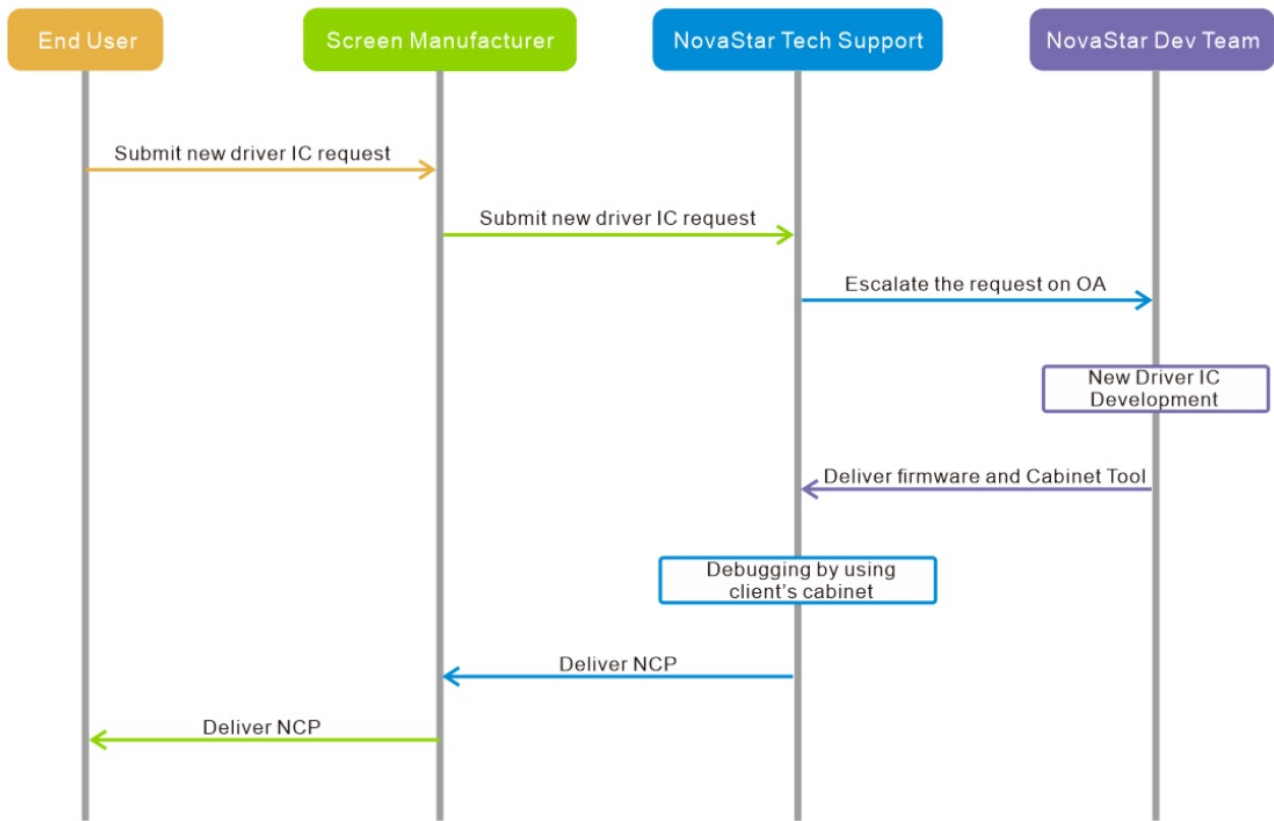 End User
Screen Manufacturer
NovaStar Tech Support
NovaStar Dev Team
Submit new driver IC request
Submit new driver IC request
Escalate the request on OA
New Driver IC
Development
Deliver firmware and Cabinet Tool
Debugging by using
client's cabinet
Deliver NCP
Deliver NCP